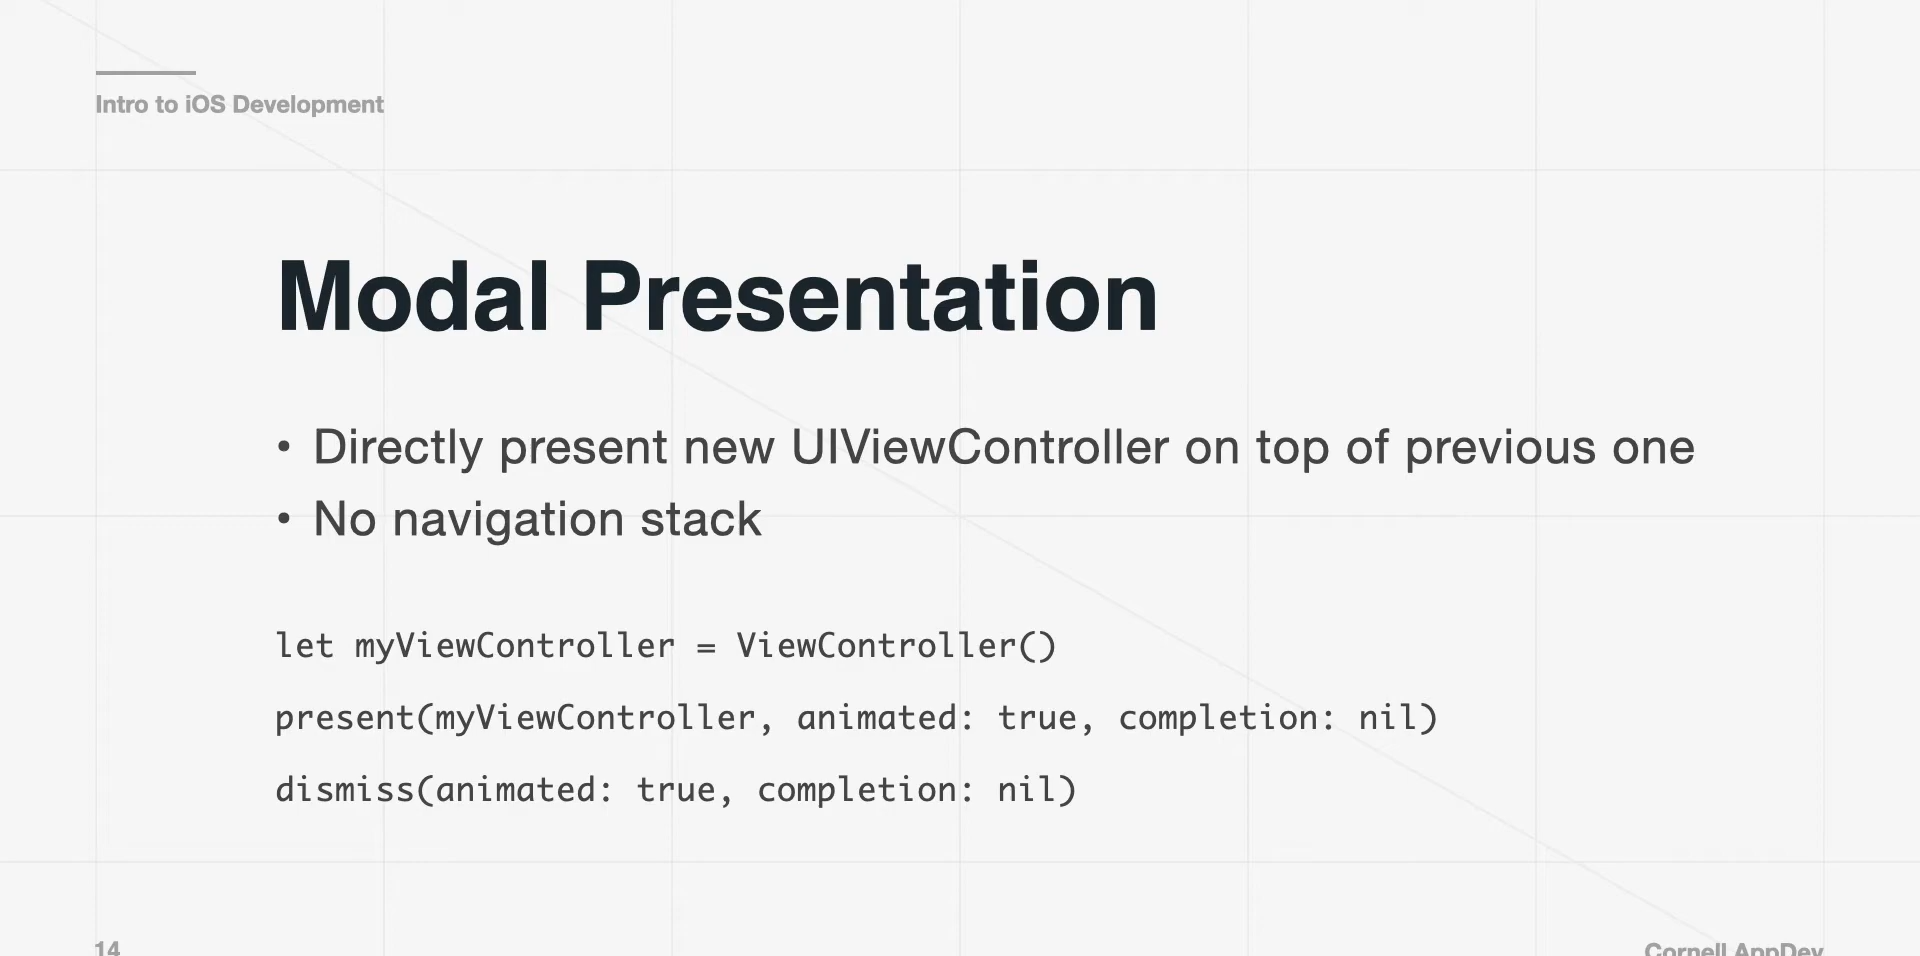 Intro to iOS Development
Modal Presentation
• Directly present new UIViewController on top of previous one
• No navigation stack
let myViewController = ViewController()
present(myViewController, animated: true, completion: nil)
dismiss(animated: true, completion: nil)
14
Cornell AppDev